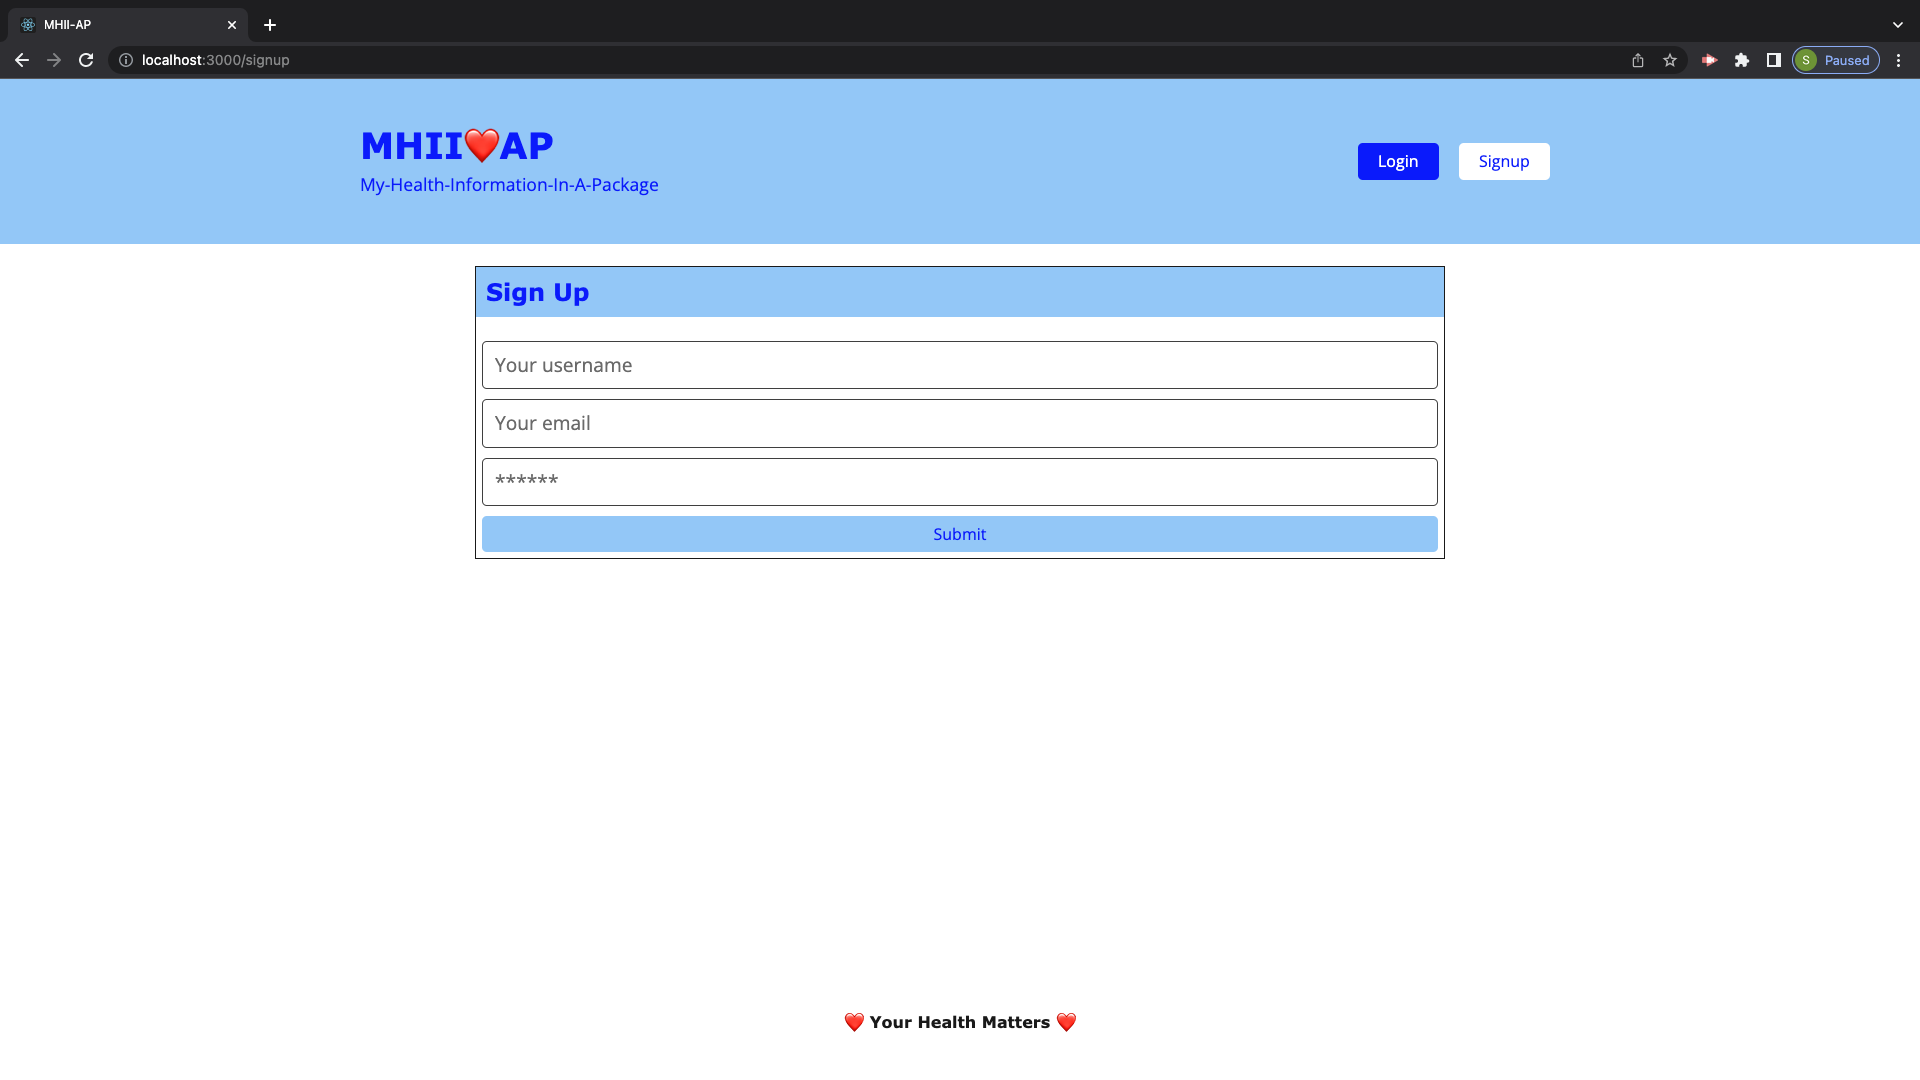 MHII-AP
localhost:3000/signup
S Paused
MHII❤️AP
My-Health-Information-In-A-Package
Login Signup
Sign Up
Your username
Your email
******
Submit
❤️ Your Health Matters ❤️